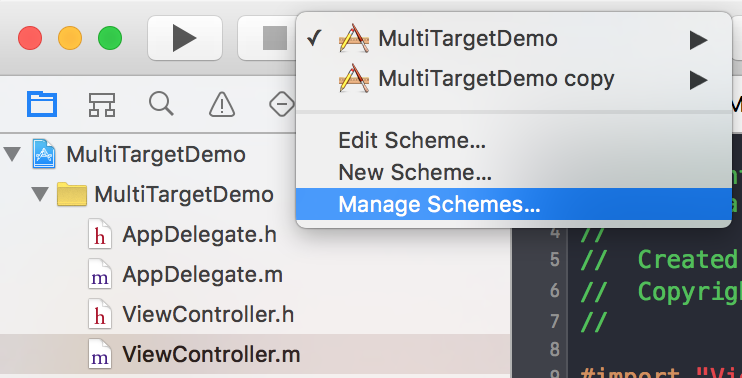 MultiTargetDemo
MultiTargetDemo copy
Edit Scheme...
New Scheme...
Manage Schemes...
MultiTargetDemo
MultiTargetDemo
h AppDelegate.h
m AppDelegate.m
h ViewController.h
m ViewController.m
4 //
5 // Created
6 // Copyrig
7 //
8
9 #import "Vi